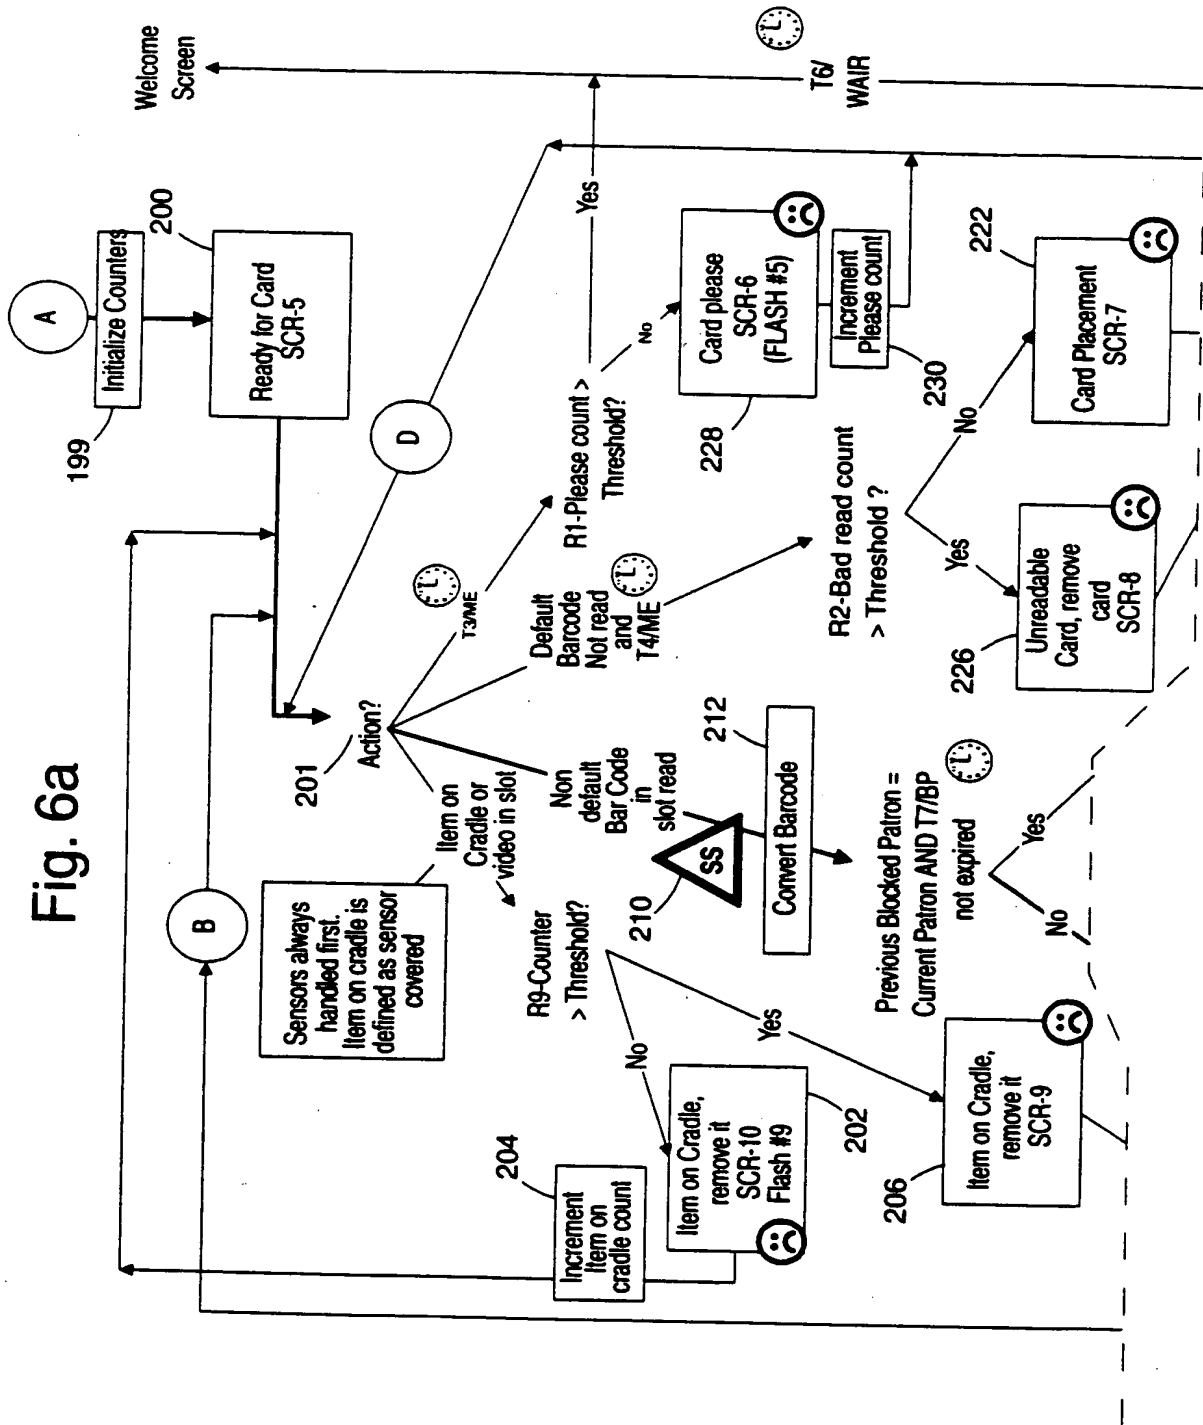 Fig. 6a
A
199
Initialize Counters
200
Ready for Card
SCR-5
Welcome
Screen
B
D
201
Action?
Sensors always
handled first.
Item on cradle is
defined as sensor
covered
Item on
Cradle or
video in slot
Non
default
Bar Code
in
slot read
Default
Barcode
Not read
and
T4/ME
L
T3/ME
L
R1-Please count >
Threshold?
Yes
No
T6/
WAIR
L
228
Card please
SCR-6
(FLASH #5)
230
Increment
Please count
R2-Bad read count
> Threshold ?
No
Yes
222
Card Placement
SCR-7
226
Unreadable
Card, remove
card
SCR-8
210
SS
212
Convert Barcode
Previous Blocked Patron =
Current Patron AND T7/BP
not expired
L
Yes
No
R9-Counter
> Threshold?
No
Yes
204
Increment
Item on
cradle count
202
Item on Cradle,
remove it
SCR-10
Flash #9
206
Item on Cradle,
remove it
SCR-9